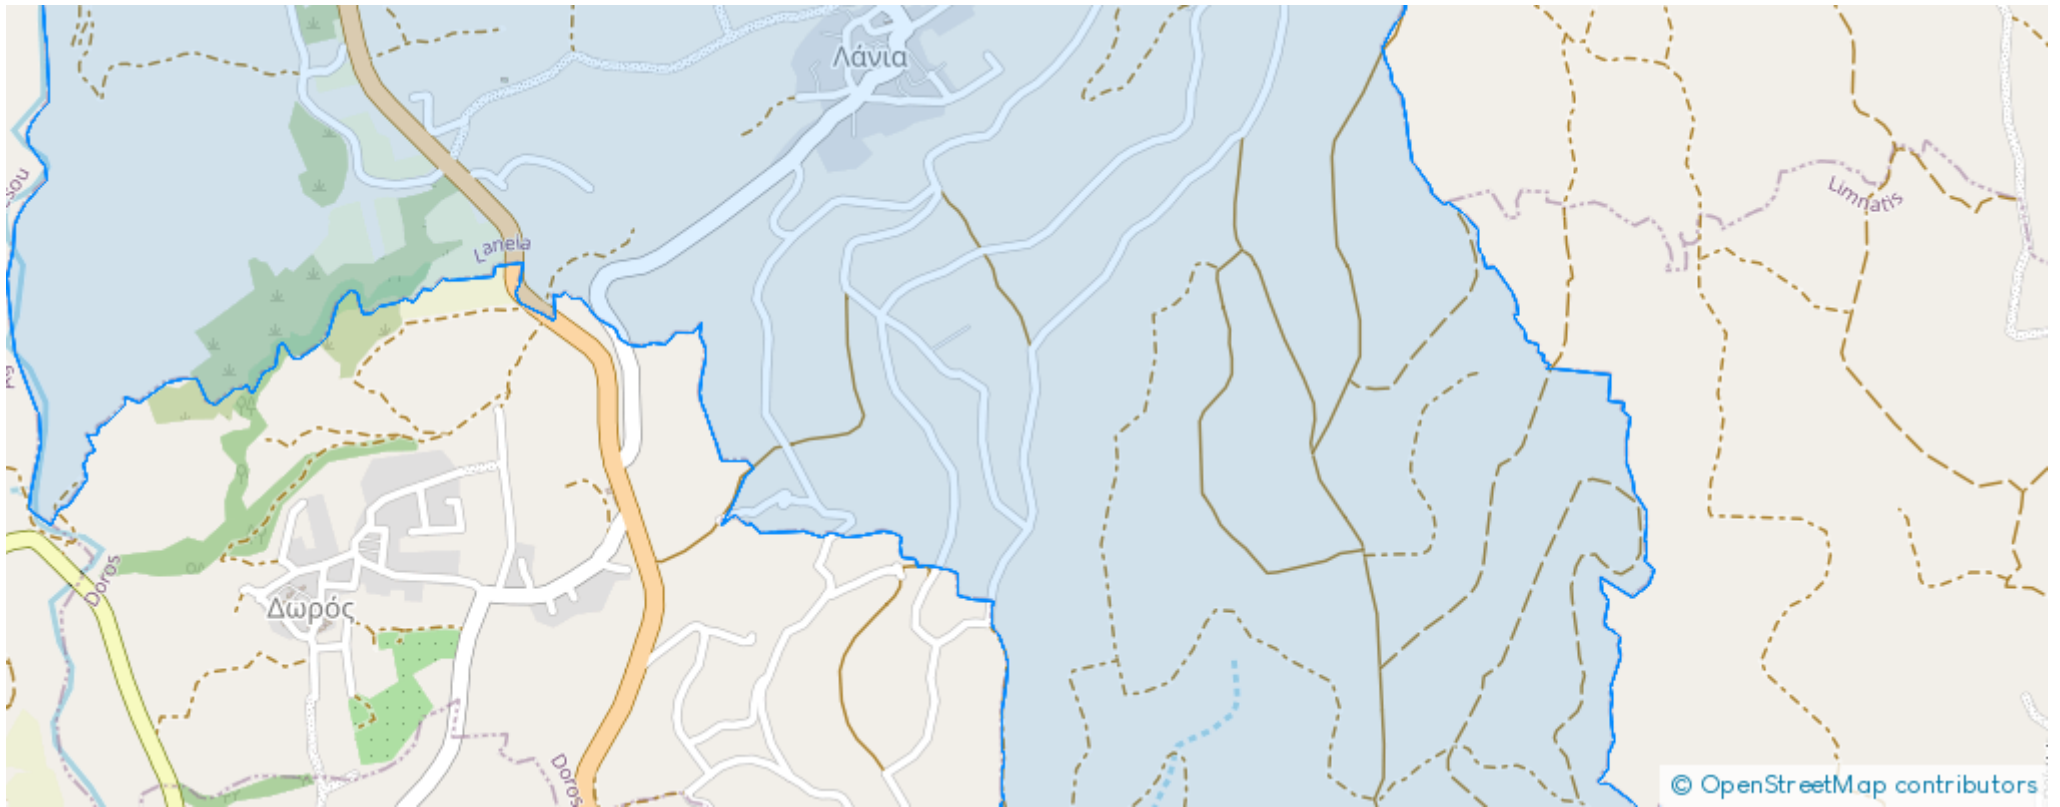 Λάνια
Limnatis
Lanela
Doros
Δωρός
Doros
© OpenStreetMap contributors